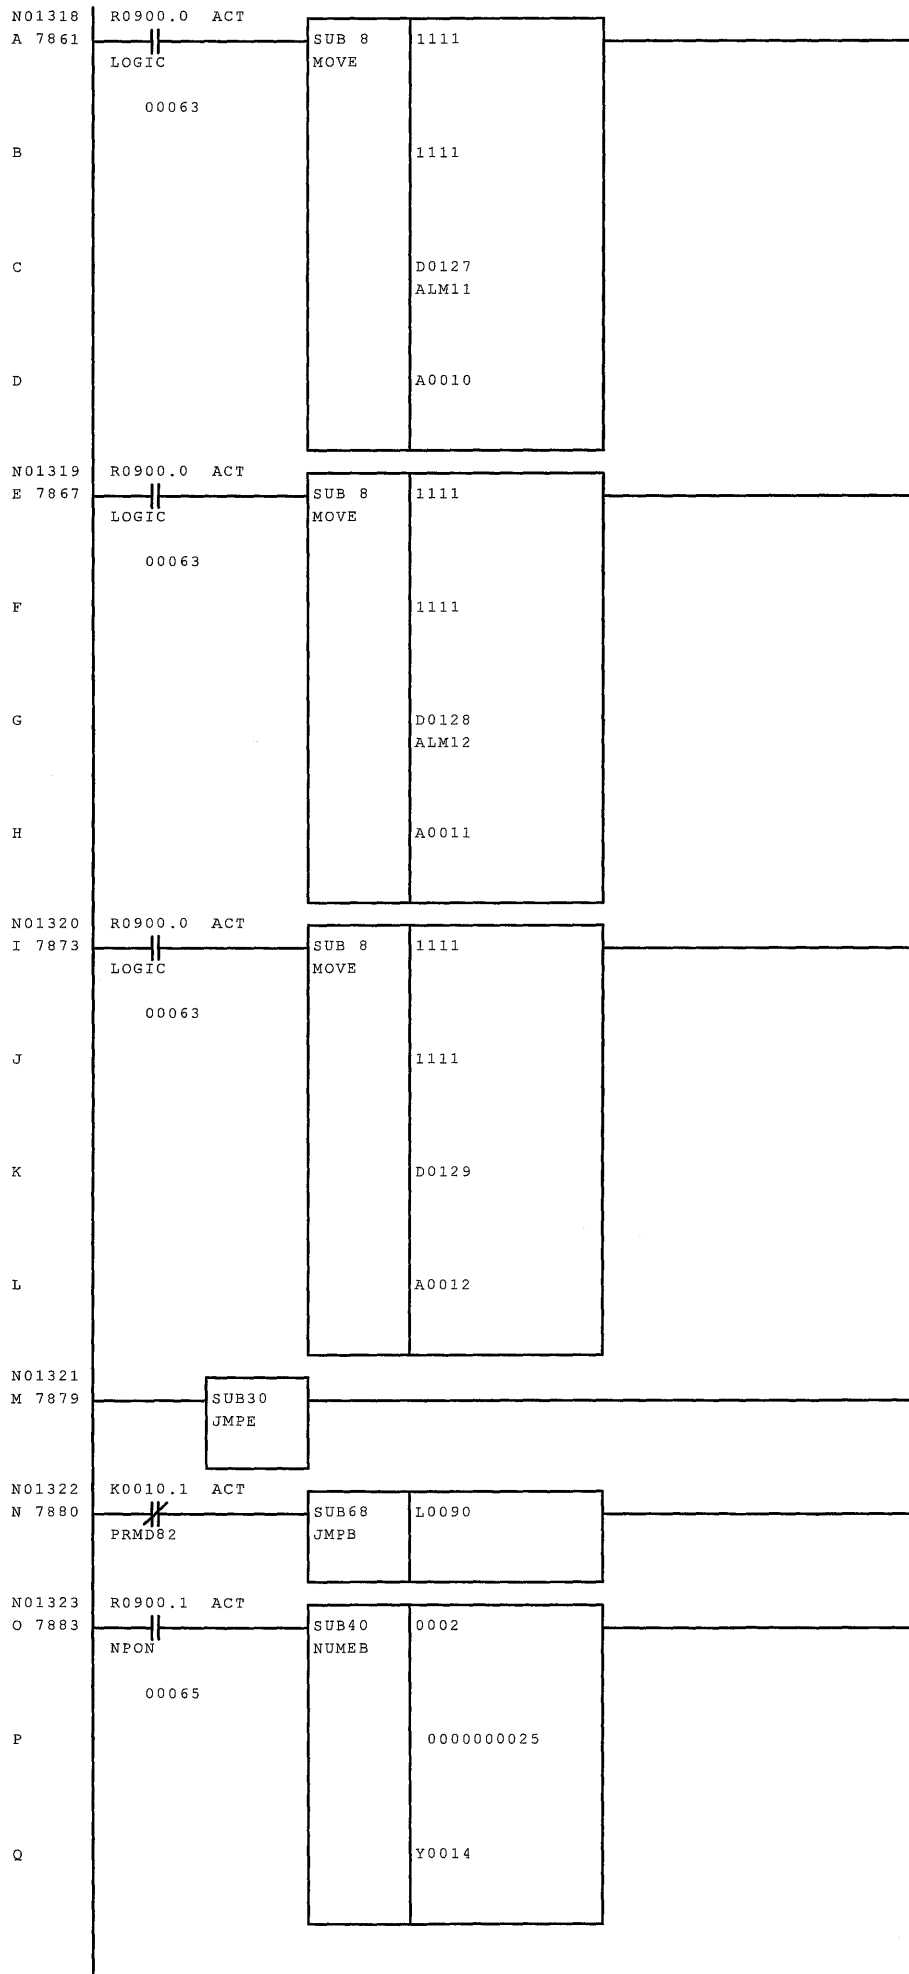 N01318 R0900.0 ACT
A 7861 SUB 8 1111
LOGIC MOVE
00063
B 1111
C D0127
ALM11
D A0010
N01319 R0900.0 ACT
E 7867 SUB 8 1111
LOGIC MOVE
00063
F 1111
G D0128
ALM12
H A0011
N01320 R0900.0 ACT
I 7873 SUB 8 1111
LOGIC MOVE
00063
J 1111
K D0129
L A0012
N01321
M 7879 SUB30
JMPE
N01322 K0010.1 ACT
N 7880 SUB68 L0090
PRMD82 JMPB
N01323 R0900.1 ACT
O 7883 SUB40 0002
NPON NUMEB
00065
P 0000000025
Q Y0014